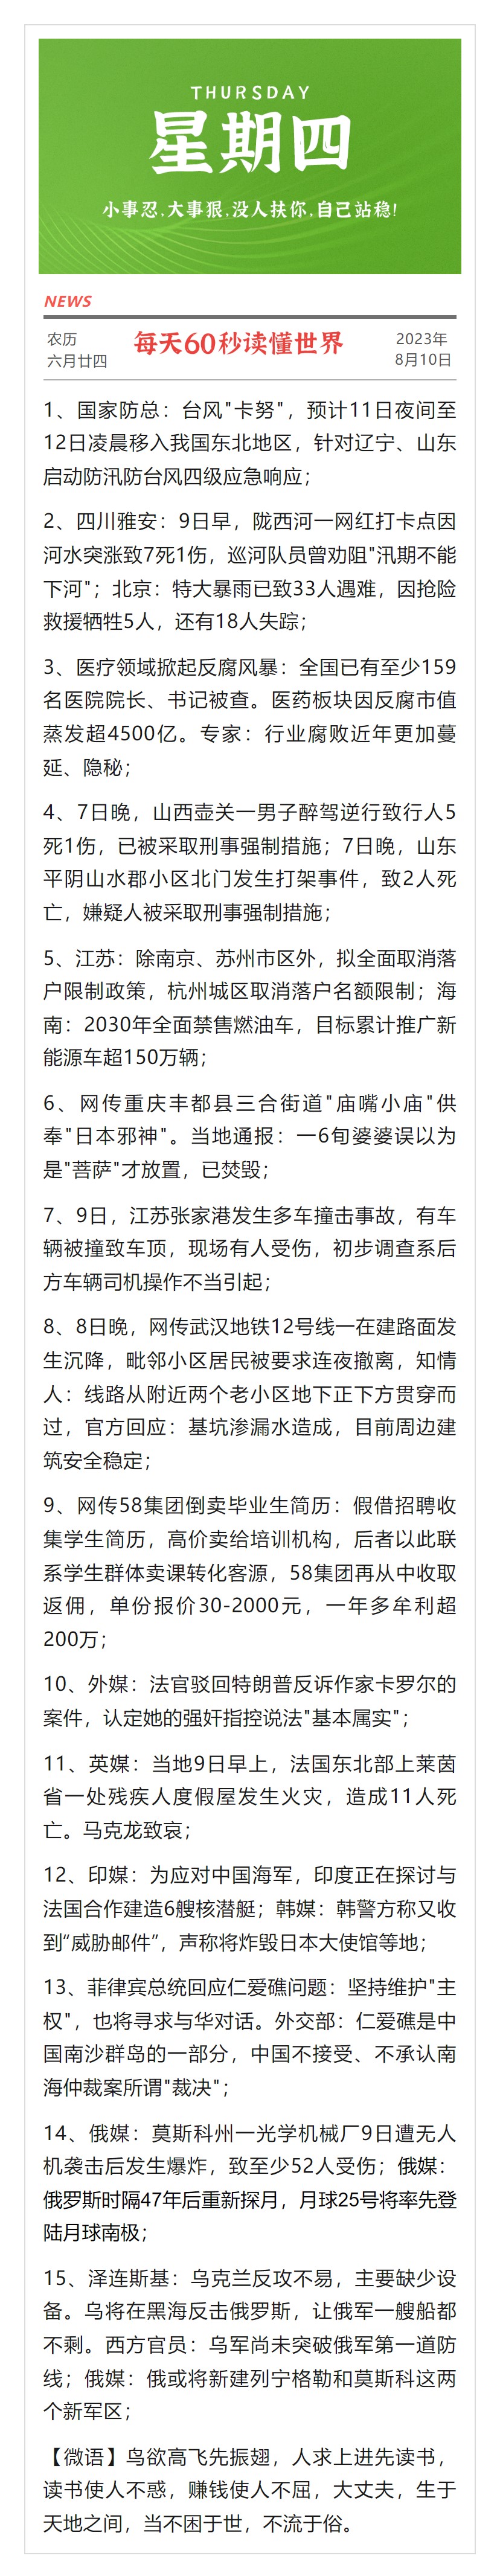 THURSDAY
星期四
小事忍,大事狠,没人扶你,自己站稳!
NEWS
农历
六月廿四
每天60秒读懂世界
2023年
8月10日
1、国家防总：台风"卡努"，预计11日夜间至
12日凌晨移入我国东北地区，针对辽宁、山东
启动防汛防台风四级应急响应；
2、四川雅安：9日早，陇西河一网红打卡点因
河水突涨致7死1伤，巡河队员曾劝阻"汛期不能
下河"；北京：特大暴雨已致33人遇难，因抢险
救援牺牲5人，还有18人失踪；
3、医疗领域掀起反腐风暴：全国已有至少159
名医院院长、书记被查。医药板块因反腐市值
蒸发超4500亿。专家：行业腐败近年更加蔓
延、隐秘；
4、7日晚，山西壶关一男子醉驾逆行致行人5
死1伤，已被采取刑事强制措施；7日晚，山东
平阴山水郡小区北门发生打架事件，致2人死
亡，嫌疑人被采取刑事强制措施；
5、江苏：除南京、苏州市区外，拟全面取消落
户限制政策，杭州城区取消落户名额限制；海
南：2030年全面禁售燃油车，目标累计推广新
能源车超150万辆；
6、网传重庆丰都县三合街道"庙嘴小庙"供
奉"日本邪神"。当地通报：一6旬婆婆误以为
是"菩萨"才放置，已焚毁；
7、9日，江苏张家港发生多车撞击事故，有车
辆被撞致车顶，现场有人受伤，初步调查系后
方车辆司机操作不当引起；
8、8日晚，网传武汉地铁12号线一在建路面发
生沉降，毗邻小区居民被要求连夜撤离，知情
人：线路从附近两个老小区地下正下方贯穿而
过，官方回应：基坑渗漏水造成，目前周边建
筑安全稳定；
9、网传58集团倒卖毕业生简历：假借招聘收
集学生简历，高价卖给培训机构，后者以此联
系学生群体卖课转化客源，58集团再从中收取
返佣，单份报价30-2000元，一年多牟利超
200万；
10、外媒：法官驳回特朗普反诉作家卡罗尔的
案件，认定她的强奸指控说法"基本属实"；
11、英媒：当地9日早上，法国东北部上莱茵
省一处残疾人度假屋发生火灾，造成11人死
亡。马克龙致哀；
12、印媒：为应对中国海军，印度正在探讨与
法国合作建造6艘核潜艇；韩媒：韩警方称又收
到“威胁邮件”，声称将炸毁日本大使馆等地；
13、菲律宾总统回应仁爱礁问题：坚持维护"主
权"，也将寻求与华对话。外交部：仁爱礁是中
国南沙群岛的一部分，中国不接受、不承认南
海仲裁案所谓"裁决"；
14、俄媒：莫斯科州一光学机械厂9日遭无人
机袭击后发生爆炸，致至少52人受伤；俄媒：
俄罗斯时隔47年后重新探月，月球25号将率先登
陆月球南极；
15、泽连斯基：乌克兰反攻不易，主要缺少设
备。乌将在黑海反击俄罗斯，让俄军一艘船都
不剩。西方官员：乌军尚未突破俄军第一道防
线；俄媒：俄或将新建列宁格勒和莫斯科这两
个新军区；
【微语】鸟欲高飞先振翅，人求上进先读书，
读书使人不惑，赚钱使人不屈，大丈夫，生于
天地之间，当不困于世，不流于俗。